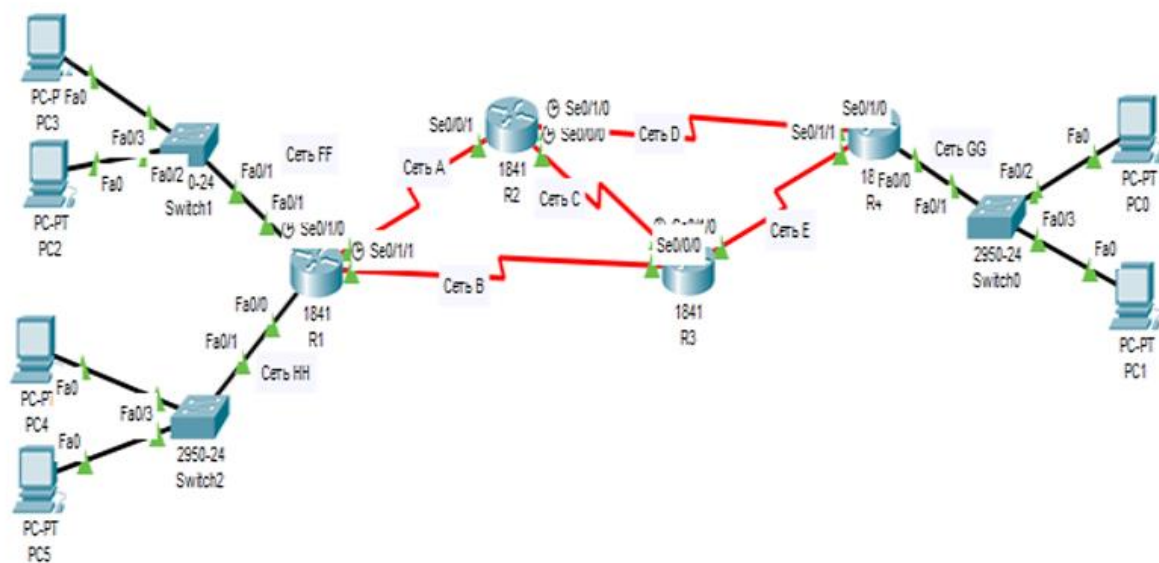 PC-P
Fa0
PC3
Fa0/3
Fa0
Fa0/2
0-24
Switch1
PC-PT
PC2
Fa0/1
Сеть FF
Fa0/1
Se0/1/0
Se0/1/1
1841
R1
Fa0/0
Fa0/1
Сеть HH
PC-P
Fa0
PC4
Fa0/3
Fa0
2950-24
Switch2
PC-PT
PC5
Se0/0/1
Сеть A
Se0/1/0
Se0/0/0
1841
R2
Сеть D
Сеть C
Сеть B
Se0/0/0
1841
R3
Сеть E
Se0/1/0
Se0/1/1
18
R4
Сеть GG
Fa0/0
Fa0/1
Fa0/2
Fa0/3
2950-24
Switch0
Fa0
PC-PT
PC0
Fa0
PC-PT
PC1